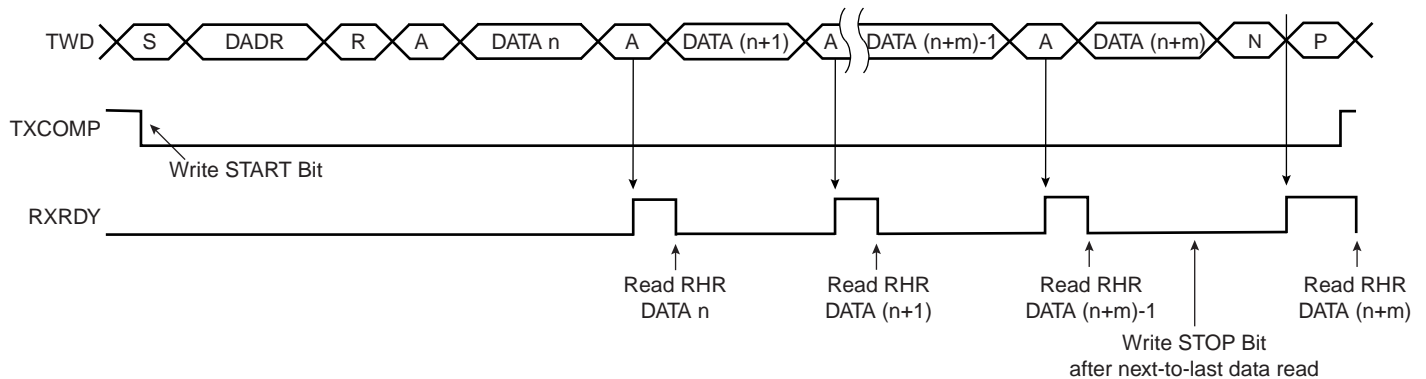 TWD S DADR R A DATA n A DATA (n+1) A DATA (n+m)-1 A DATA (n+m) N P
TXCOMP
Write START Bit
RXRDY
Read RHR Read RHR Read RHR Read RHR
DATA n DATA (n+1) DATA (n+m)-1 DATA (n+m)
Write STOP Bit
after next-to-last data read